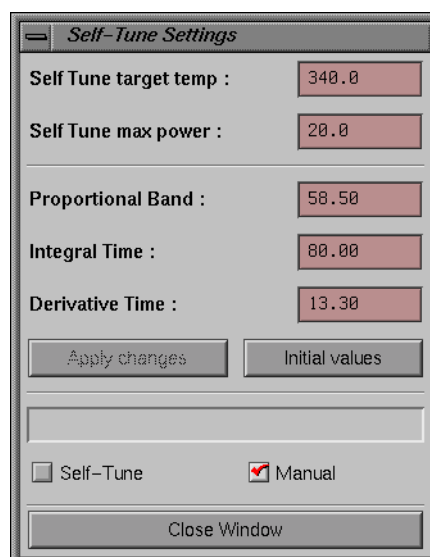 Self-Tune Settings
Self Tune target temp : 340.0
Self Tune max power : 20.0
Proportional Band : 58.50
Integral Time : 80.00
Derivative Time : 13.30
Apply changes Initial values
Self-Tune Manual
Close Window